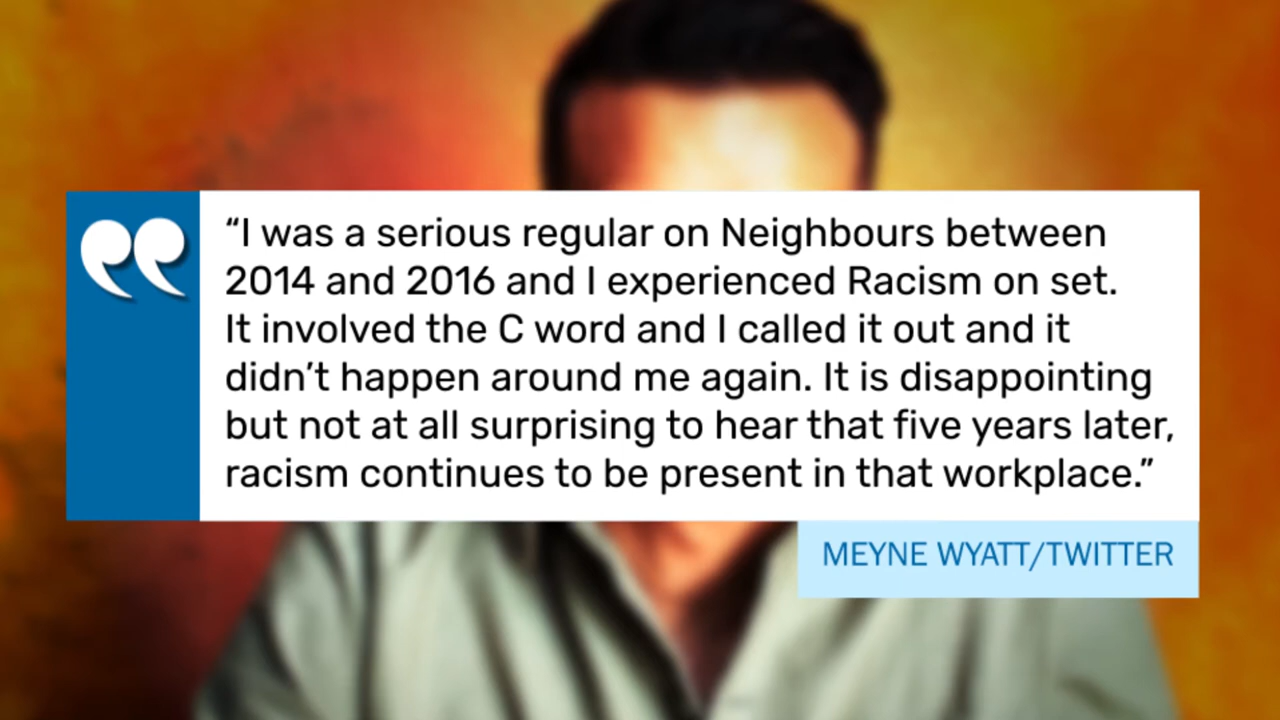 “I was a serious regular on Neighbours between
2014 and 2016 and I experienced Racism on set.
It involved the C word and I called it out and it
didn’t happen around me again. It is disappointing
but not at all surprising to hear that five years later,
racism continues to be present in that workplace.”
MEYNE WYATT/TWITTER